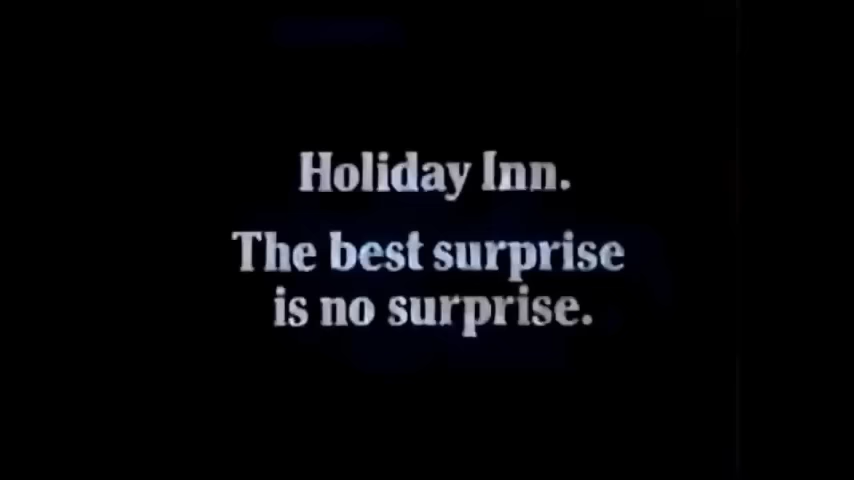 Holiday Inn.
The best surprise
is no surprise.